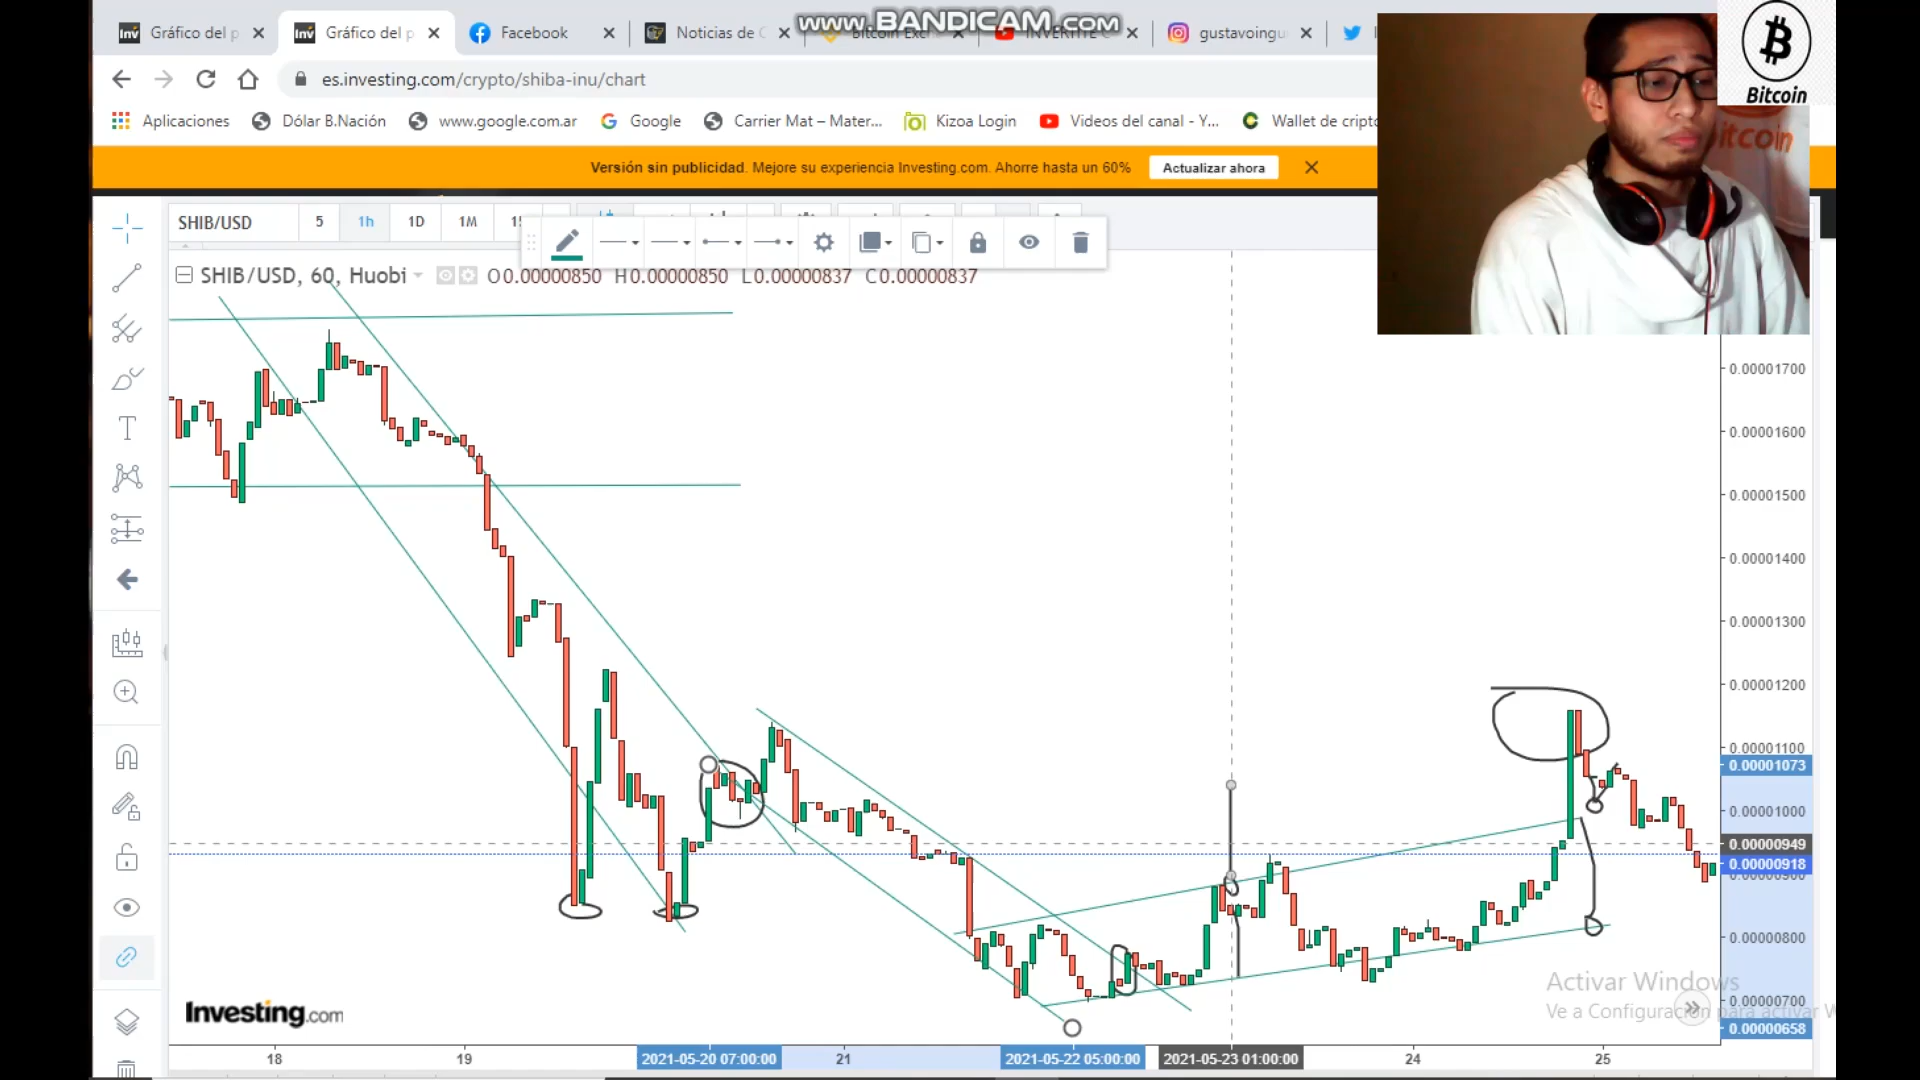 www.BANDICAM.com
Gráfico del p
Gráfico del p
Facebook
Noticias de C
Bitcoin Exc
INVERTITE
gustavoingu
es.investing.com/crypto/shiba-inu/chart
Aplicaciones
Dólar B.Nación
www.google.com.ar
Google
Carrier Mat – Mater...
Kizoa Login
Videos del canal - Y...
Wallet de cripto
Bitcoin
itcoin
Versión sin publicidad. Mejore su experiencia Investing.com. Ahorre hasta un 60%
Actualizar ahora
SHIB/USD
5
1h
1D
1M
SHIB/USD, 60, Huobi
O0.00000850 H0.00000850 L0.00000837 C0.00000837
0.00001700
0.00001600
0.00001500
0.00001400
0.00001300
0.00001200
0.00001100
0.00001073
0.00001000
0.00000949
0.00000918
0.00000900
0.00000800
0.00000700
0.00000658
Activar Windows
Ve a Configuración para activar W
Investing.com
18
19
2021-05-20 07:00:00
21
2021-05-22 05:00:00
2021-05-23 01:00:00
24
25